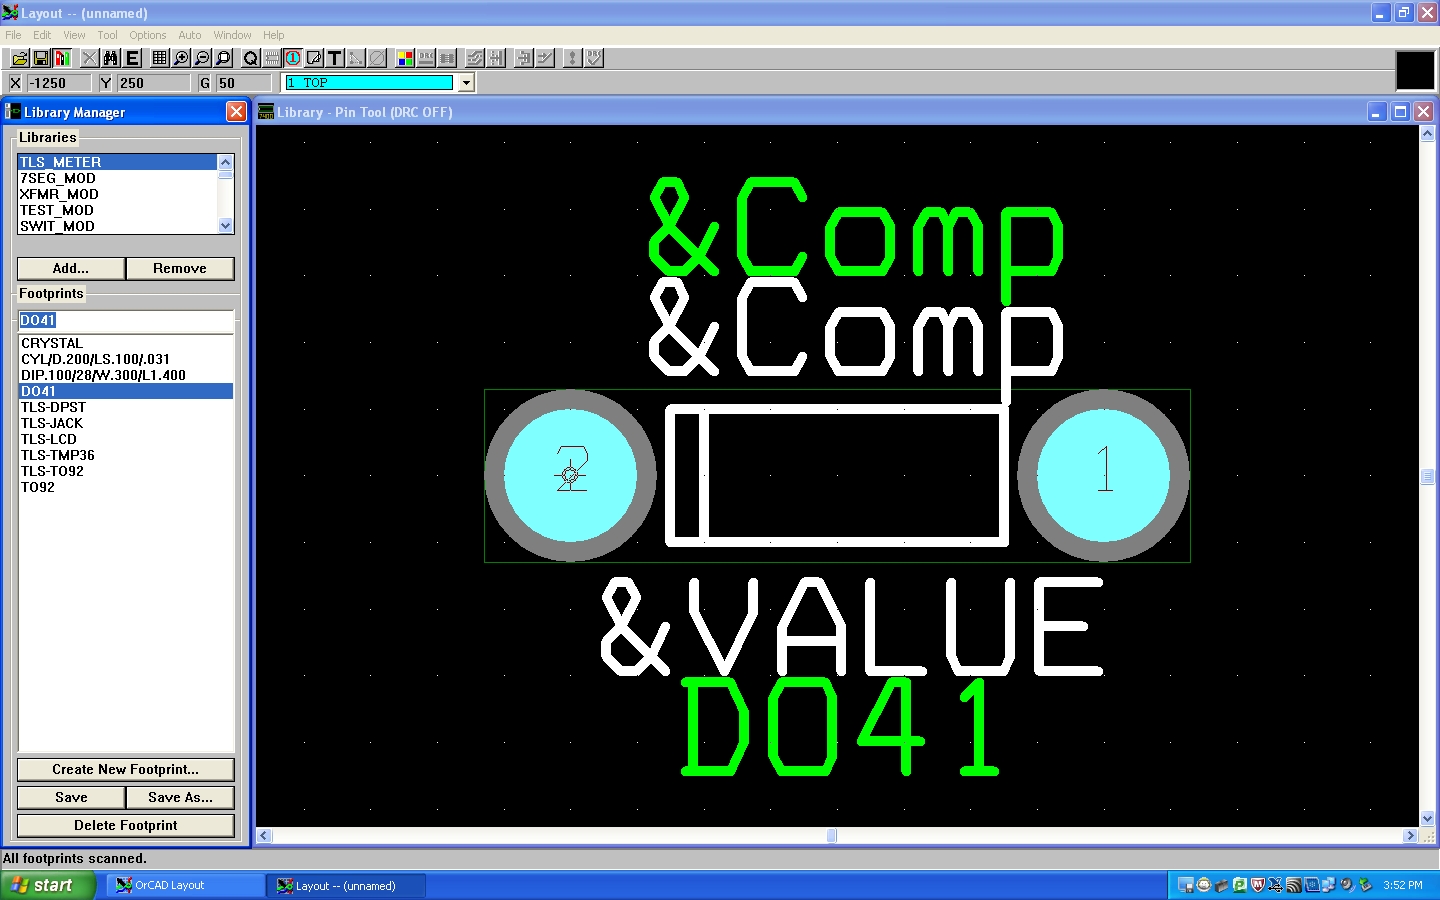 Layout -- (unnamed)
File Edit View Tool Options Auto Window Help
X -1250 Y 250 G 50 1 TOP
Library Manager
Libraries
TLS_METER
7SEG_MOD
XFMR_MOD
TEST_MOD
SWIT_MOD
Add... Remove
Footprints
DO41
CRYSTAL
CYL/D.200/LS.100/.031
DIP.100/28/W.300/L1.400
DO41
TLS-DPST
TLS-JACK
TLS-LCD
TLS-TMP36
TLS-TO92
TO92
Create New Footprint...
Save Save As...
Delete Footprint
Library - Pin Tool (DRC OFF)
&Comp
&Comp
2 1
&VALUE
DO41
All footprints scanned.
start OrCAD Layout Layout -- (unnamed) 3:52 PM